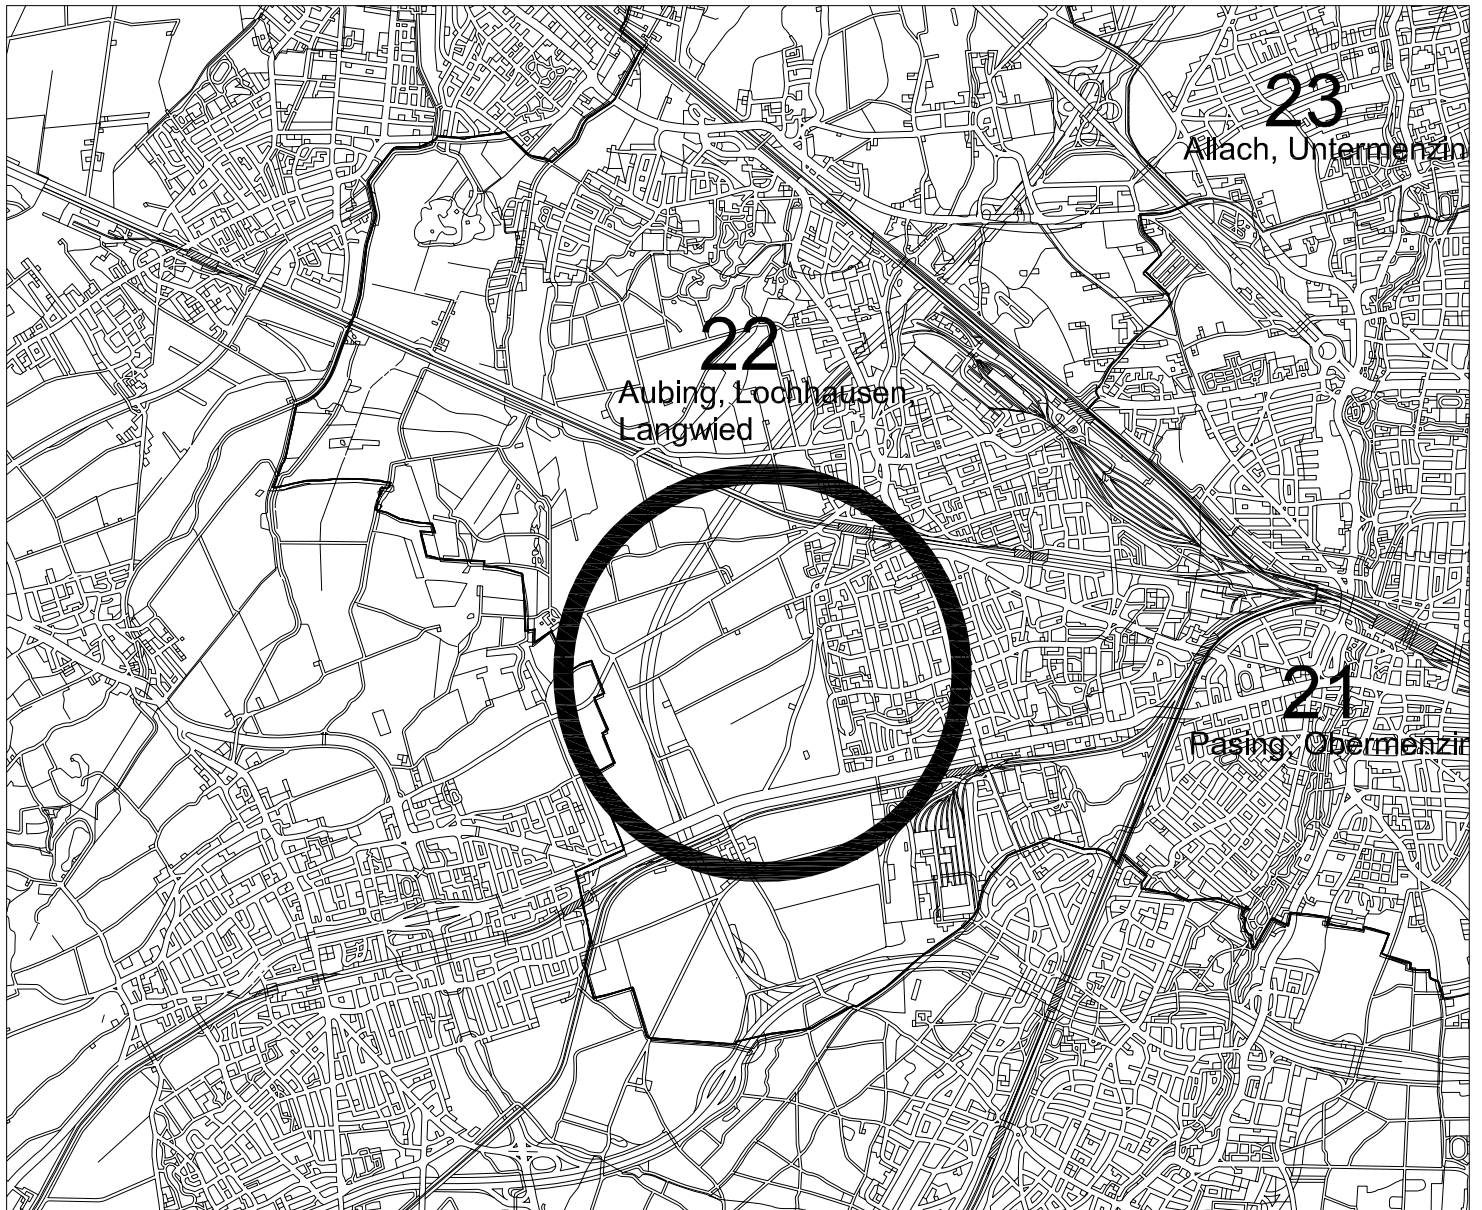 23
Allach, Untermenzin
22
Aubing, Lochhausen,
Langwied
21
Pasing, Obermenzin